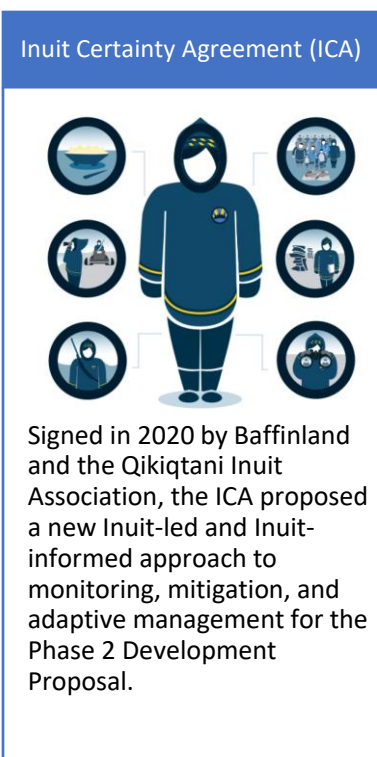 Inuit Certainty Agreement (ICA)
Signed in 2020 by Baffinland
and the Qikiqtani Inuit
Association, the ICA proposed
a new Inuit-led and Inuit-
informed approach to
monitoring, mitigation, and
adaptive management for the
Phase 2 Development
Proposal.